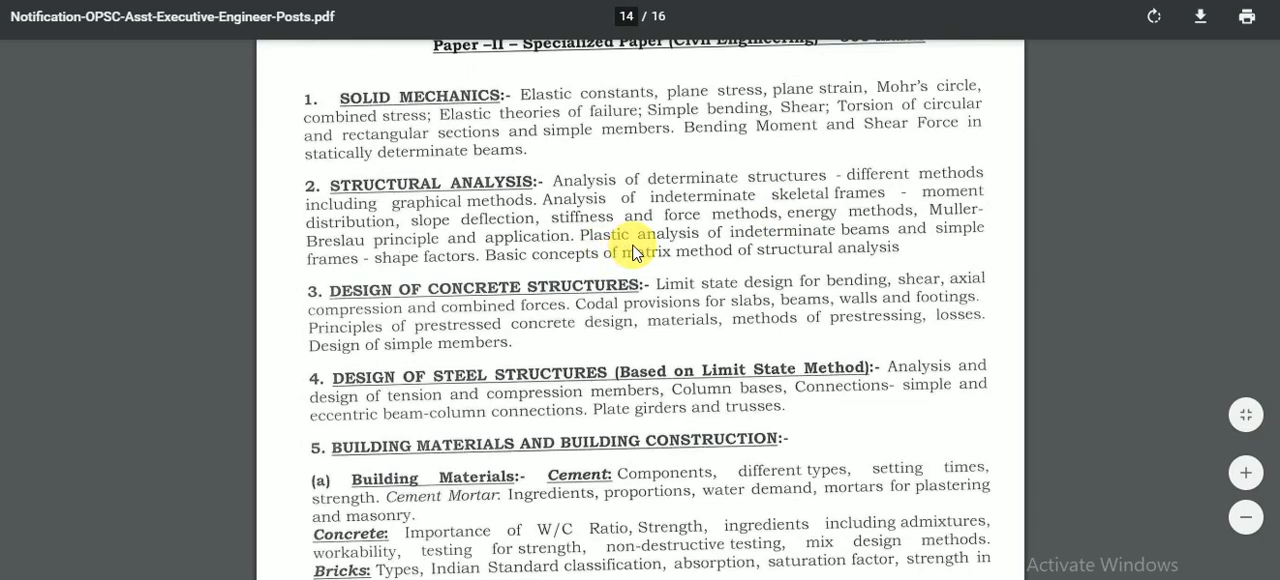 Notification-OPSC-Asst-Executive-Engineer-Posts.pdf
14 / 16
Paper –II – Specialized Paper (Civil Engineering)
1. SOLID MECHANICS:- Elastic constants, plane stress, plane strain, Mohr's circle,
combined stress; Elastic theories of failure; Simple bending, Shear; Torsion of circular
and rectangular sections and simple members. Bending Moment and Shear Force in
statically determinate beams.
2. STRUCTURAL ANALYSIS:- Analysis of determinate structures - different methods
including graphical methods. Analysis of indeterminate skeletal frames - moment
distribution, slope deflection, stiffness and force methods, energy methods, Muller-
Breslau principle and application. Plastic analysis of indeterminate beams and simple
frames - shape factors. Basic concepts of matrix method of structural analysis
3. DESIGN OF CONCRETE STRUCTURES:- Limit state design for bending, shear, axial
compression and combined forces. Codal provisions for slabs, beams, walls and footings.
Principles of prestressed concrete design, materials, methods of prestressing, losses.
Design of simple members.
4. DESIGN OF STEEL STRUCTURES (Based on Limit State Method):- Analysis and
design of tension and compression members, Column bases, Connections- simple and
eccentric beam-column connections. Plate girders and trusses.
5. BUILDING MATERIALS AND BUILDING CONSTRUCTION:-
(a) Building Materials:- Cement: Components, different types, setting times,
strength. Cement Mortar: Ingredients, proportions, water demand, mortars for plastering
and masonry.
Concrete: Importance of W/C Ratio, Strength, ingredients including admixtures,
workability, testing for strength, non-destructive testing, mix design methods.
Bricks: Types, Indian Standard classification, absorption, saturation factor, strength in
Activate Windows